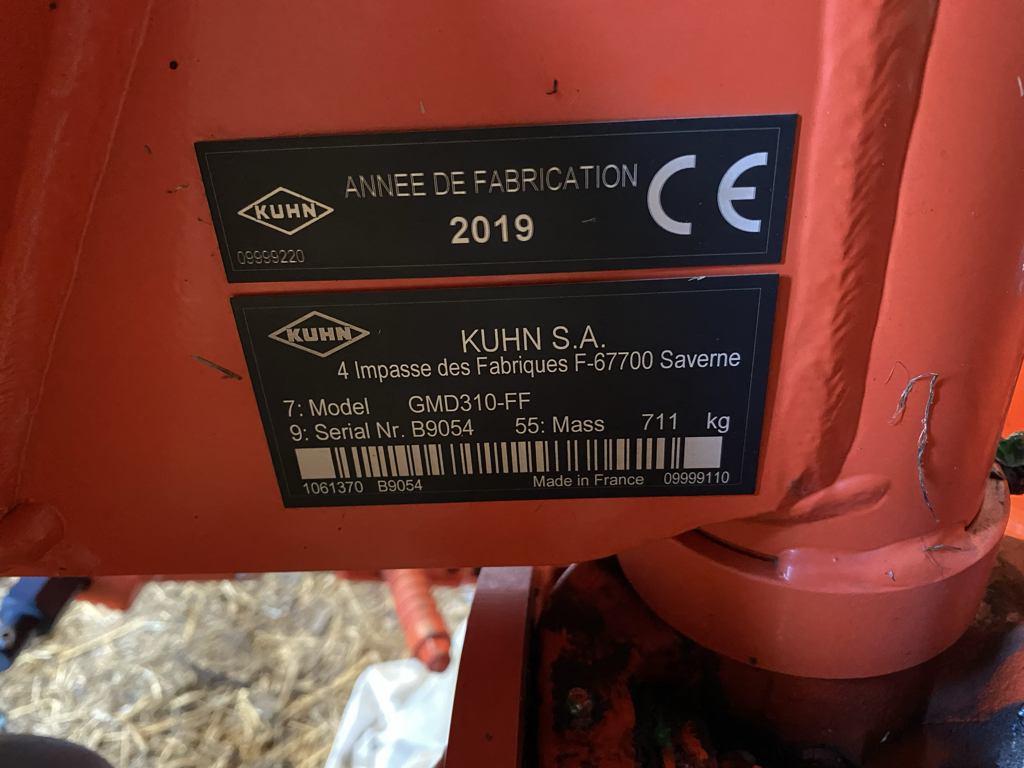 KUHN
ANNEE DE FABRICATION
2019
CE
09999220
KUHN
KUHN S.A.
4 Impasse des Fabriques F-67700 Saverne
7: Model GMD310-FF
9: Serial Nr. B9054 55: Mass 711 kg
1061370 B9054 Made in France 09999110